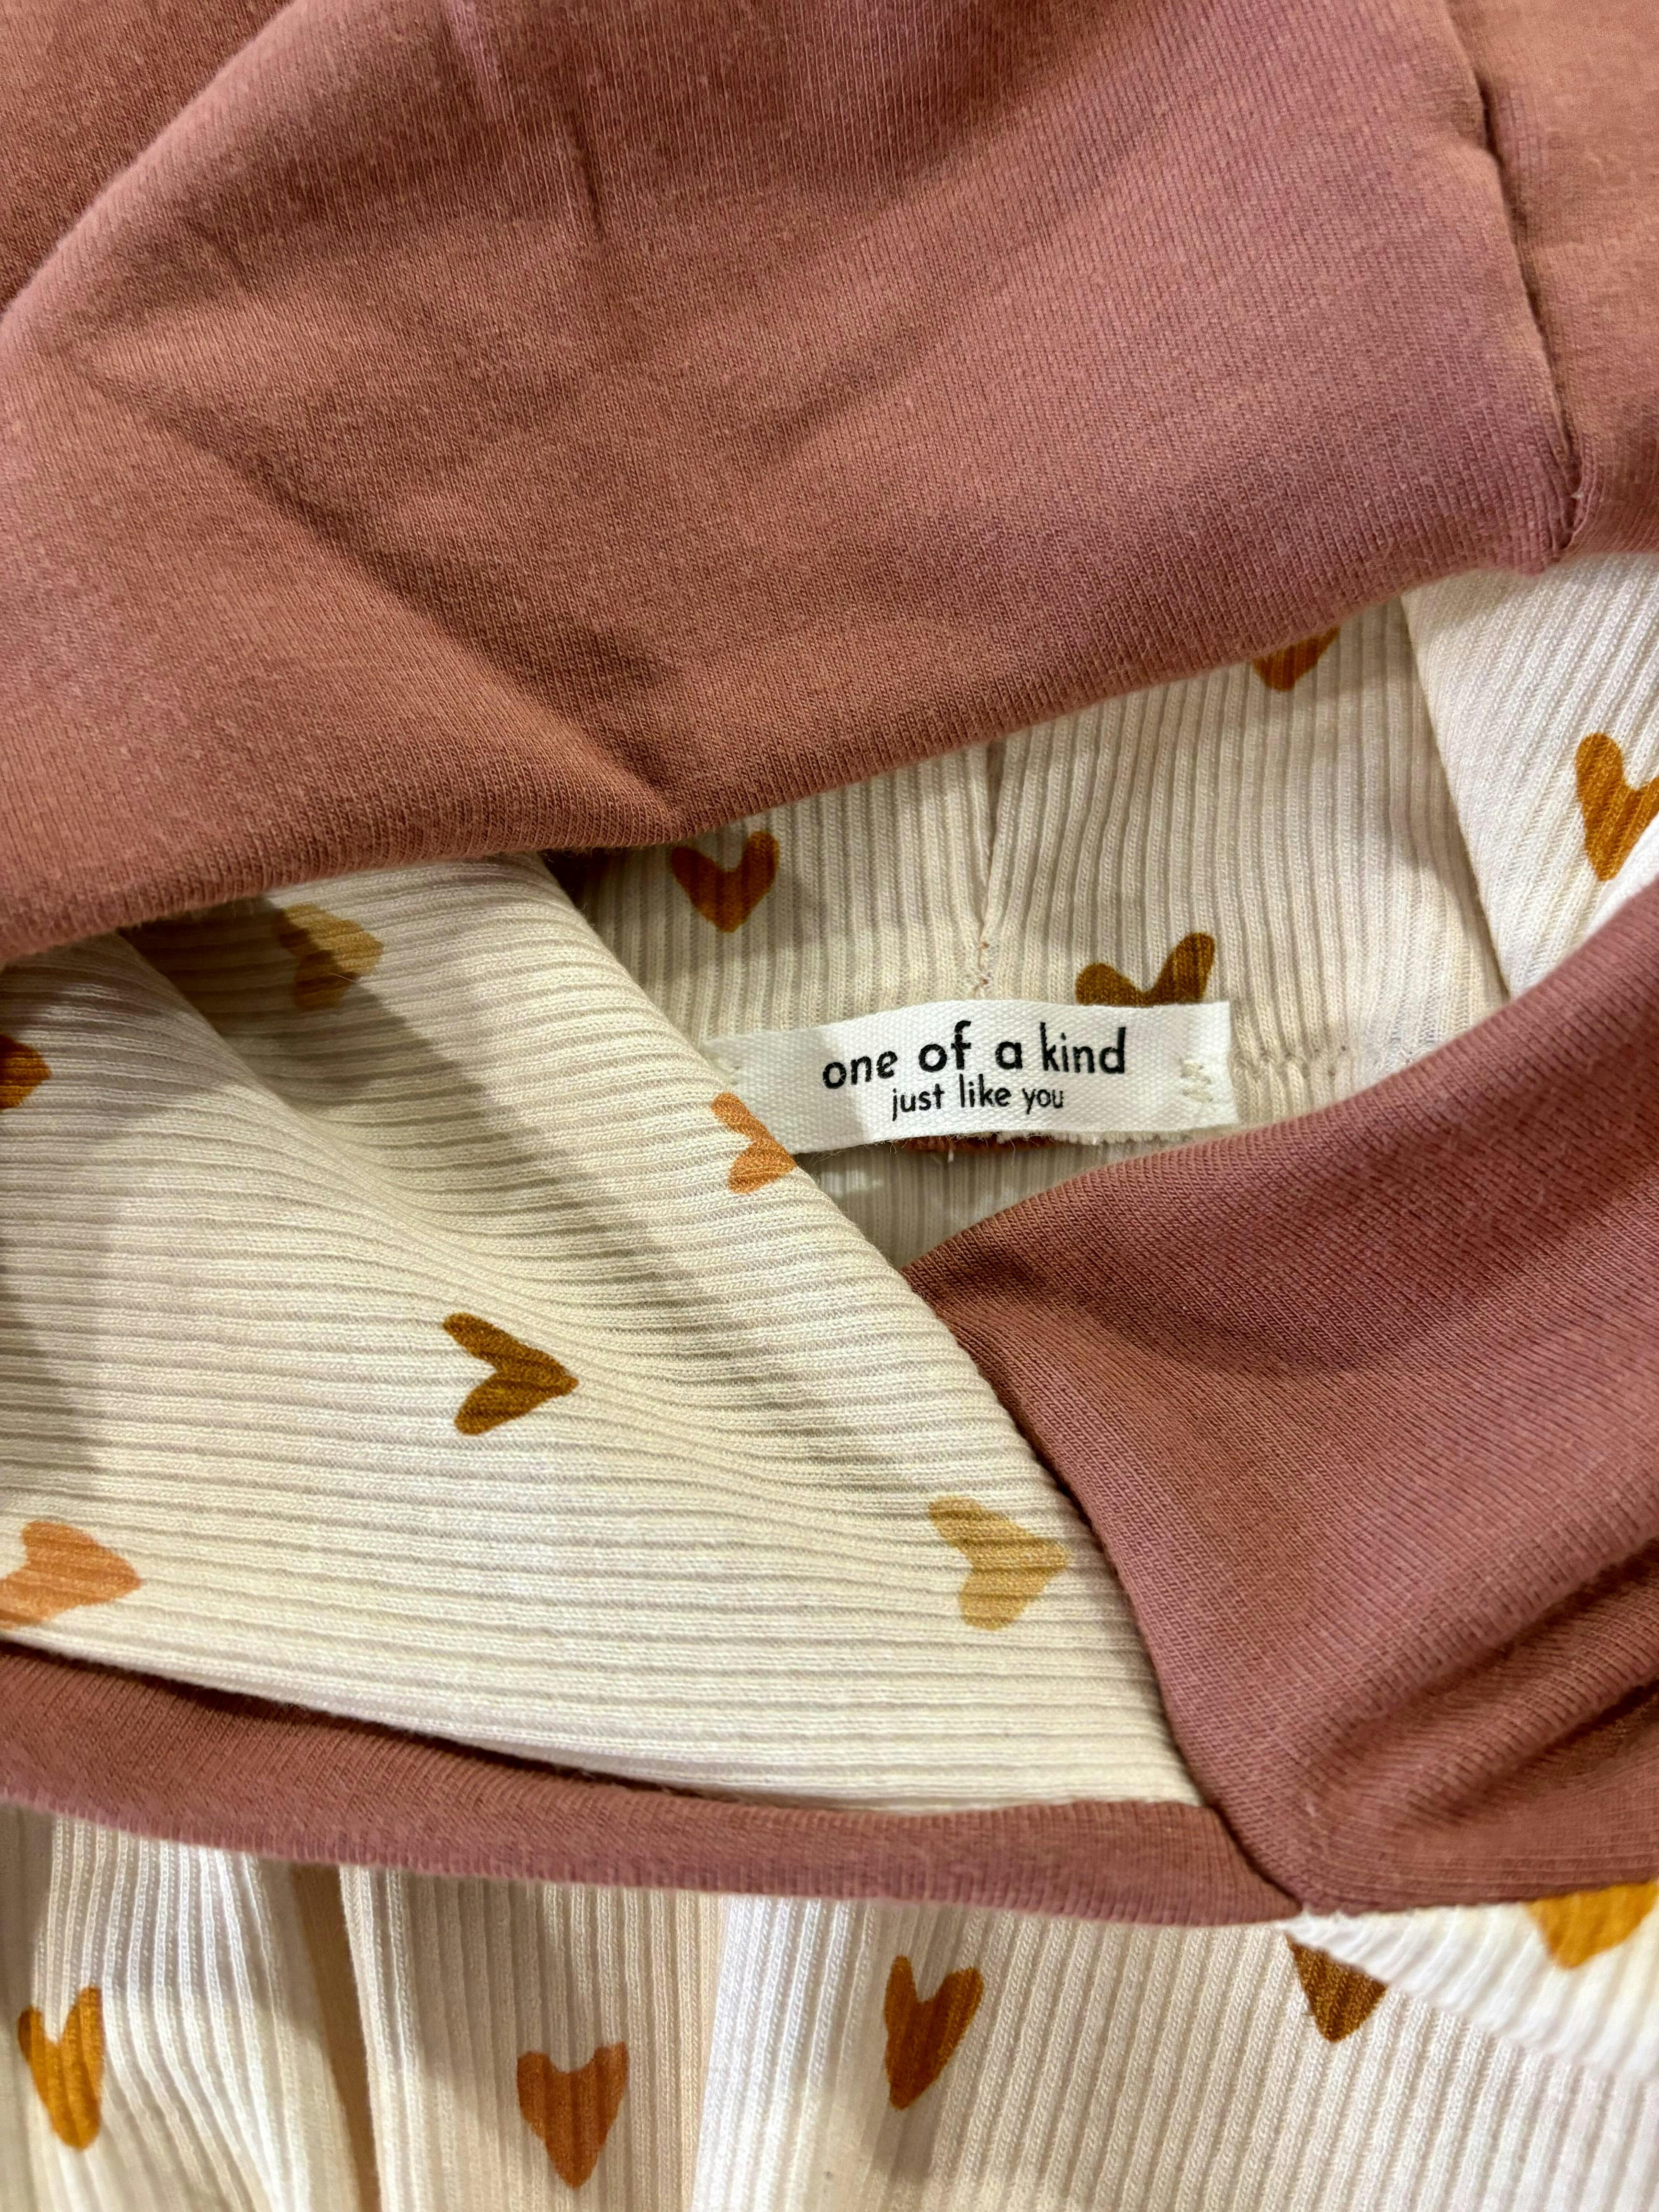 one of a kind
just like you